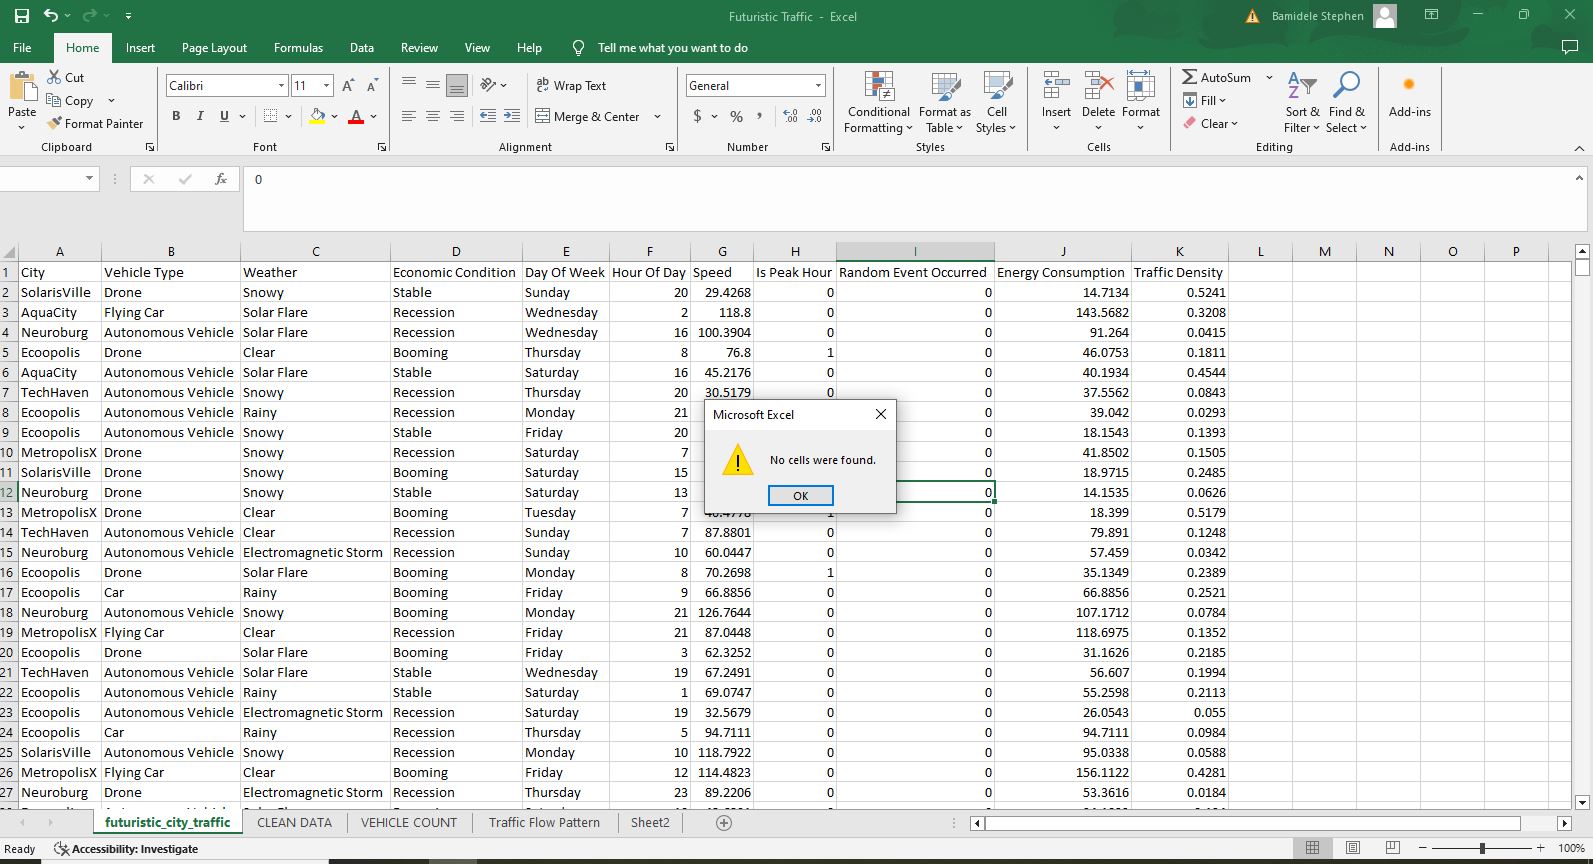 Futuristic Traffic - Excel
Bamidele Stephen
File Home Insert Page Layout Formulas Data Review View Help Tell me what you want to do
Paste
Cut
Copy
Format Painter
Clipboard
Calibri 11
B I U
Font
Wrap Text
Merge & Center
Alignment
General
$ % ,
Number
Conditional Formatting
Format as Table
Cell Styles
Styles
Insert Delete Format
Cells
AutoSum
Fill
Clear
Sort & Filter
Find & Select
Editing
Add-ins
Add-ins
fx 0
A B C D E F G H I J K L M N O P
1 City Vehicle Type Weather Economic Condition Day Of Week Hour Of Day Speed Is Peak Hour Random Event Occurred Energy Consumption Traffic Density
2 SolarisVille Drone Snowy Stable Sunday 20 29.4268 0 0 14.7134 0.5241
3 AquaCity Flying Car Solar Flare Recession Wednesday 2 118.8 0 0 143.5682 0.3208
4 Neuroburg Autonomous Vehicle Solar Flare Recession Wednesday 16 100.3904 0 0 91.264 0.0415
5 Ecoopolis Drone Clear Booming Thursday 8 76.8 1 0 46.0753 0.1811
6 AquaCity Autonomous Vehicle Solar Flare Stable Saturday 16 45.2176 0 0 40.1934 0.4544
7 TechHaven Autonomous Vehicle Snowy Recession Thursday 20 30.5179 0 0 37.5562 0.0843
8 Ecoopolis Autonomous Vehicle Rainy Recession Monday 21 0 39.042 0.0293
9 Ecoopolis Autonomous Vehicle Snowy Stable Friday 20 0 18.1543 0.1393
10 MetropolisX Drone Snowy Recession Saturday 7 0 41.8502 0.1505
11 SolarisVille Drone Snowy Booming Saturday 15 0 18.9715 0.2485
12 Neuroburg Drone Snowy Stable Saturday 13 0 14.1535 0.0626
13 MetropolisX Drone Clear Booming Tuesday 7 0 18.399 0.5179
14 TechHaven Autonomous Vehicle Clear Recession Sunday 7 87.8801 0 0 79.891 0.1248
15 Neuroburg Autonomous Vehicle Electromagnetic Storm Recession Sunday 10 60.0447 0 0 57.459 0.0342
16 Ecoopolis Drone Solar Flare Booming Monday 8 70.2698 1 0 35.1349 0.2389
17 Ecoopolis Car Rainy Booming Friday 9 66.8856 0 0 66.8856 0.2521
18 Neuroburg Autonomous Vehicle Snowy Booming Monday 21 126.7644 0 0 107.1712 0.0784
19 MetropolisX Flying Car Clear Recession Friday 21 87.0448 0 0 118.6975 0.1352
20 Ecoopolis Drone Solar Flare Booming Friday 3 62.3252 0 0 31.1626 0.2185
21 TechHaven Autonomous Vehicle Solar Flare Stable Wednesday 19 67.2491 0 0 56.607 0.1994
22 Ecoopolis Autonomous Vehicle Rainy Stable Saturday 1 69.0747 0 0 55.2598 0.2113
23 Ecoopolis Autonomous Vehicle Electromagnetic Storm Recession Saturday 19 32.5679 0 0 26.0543 0.055
24 Ecoopolis Car Rainy Recession Thursday 5 94.7111 0 0 94.7111 0.0984
25 SolarisVille Autonomous Vehicle Snowy Recession Monday 10 118.7922 0 0 95.0338 0.0588
26 MetropolisX Flying Car Clear Booming Friday 12 114.4823 0 0 156.1122 0.4281
27 Neuroburg Drone Electromagnetic Storm Recession Thursday 23 89.2206 0 0 53.3616 0.0184
Microsoft Excel
No cells were found.
OK
futuristic_city_traffic CLEAN DATA VEHICLE COUNT Traffic Flow Pattern Sheet2
Ready Accessibility: Investigate 100%